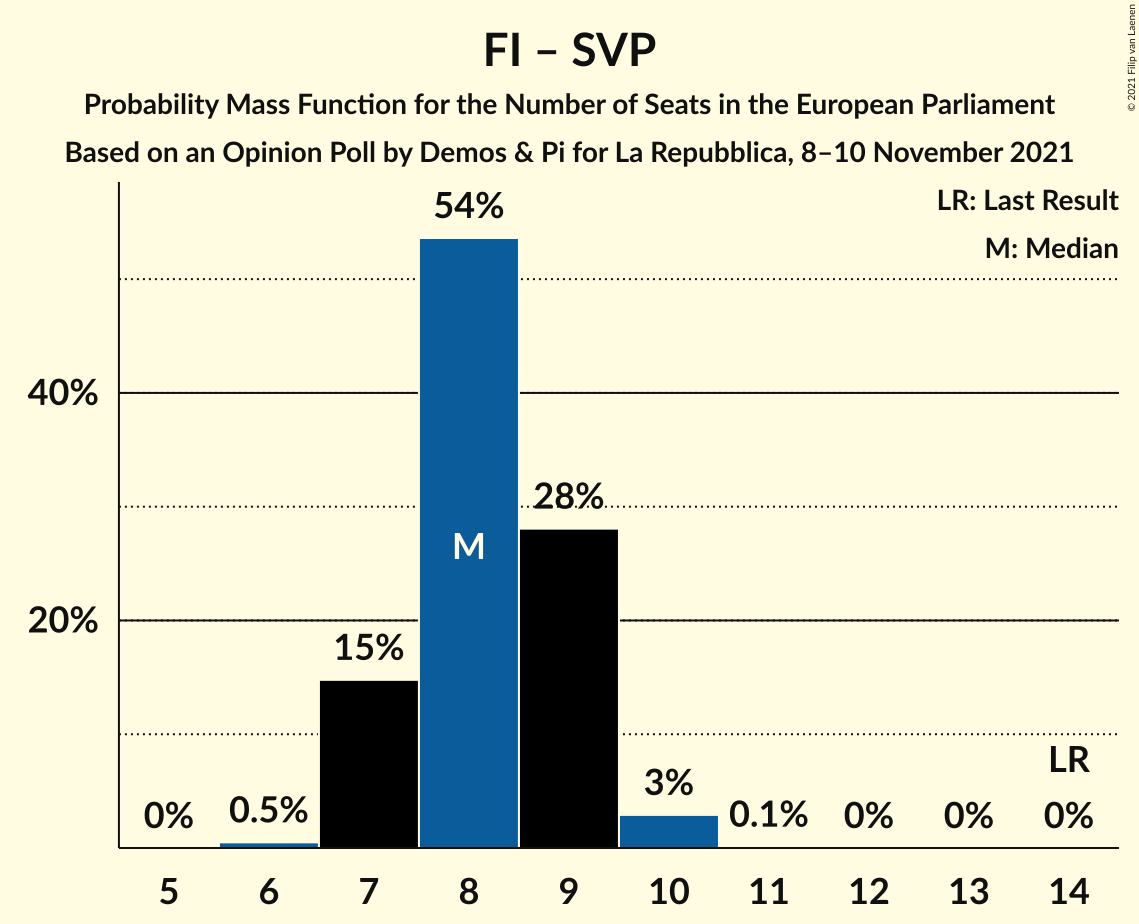 FI – SVP
Probability Mass Function for the Number of Seats in the European Parliament
Based on an Opinion Poll by Demos & Pi for La Repubblica, 8–10 November 2021
© 2021 Filip van Laenen
LR: Last Result
M: Median
54%
40%
28%
M
20%
15%
LR
3%
0% 0.5% 0.1% 0% 0% 0%
5 6 7 8 9 10 11 12 13 14